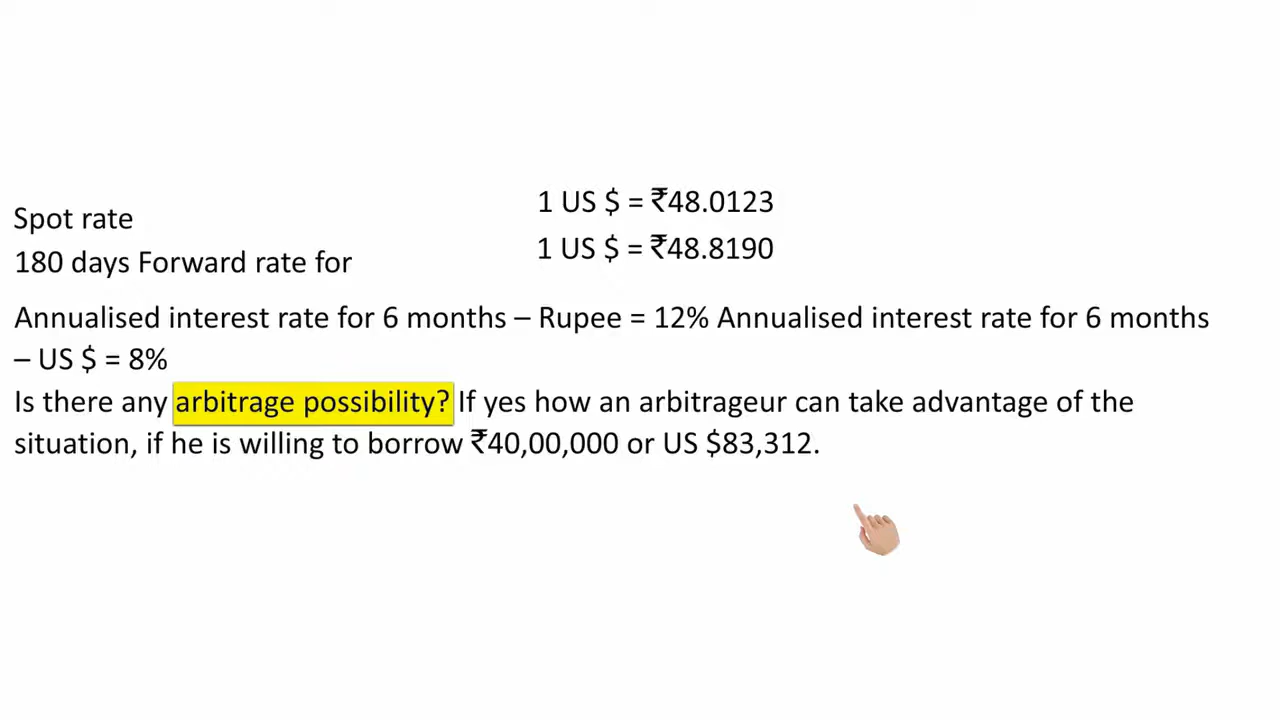 1 US $ = ₹48.0123
Spot rate
1 US $ = ₹48.8190
180 days Forward rate for
Annualised interest rate for 6 months – Rupee = 12% Annualised interest rate for 6 months
– US $ = 8%
Is there any arbitrage possibility? If yes how an arbitrageur can take advantage of the
situation, if he is willing to borrow ₹40,00,000 or US $83,312.